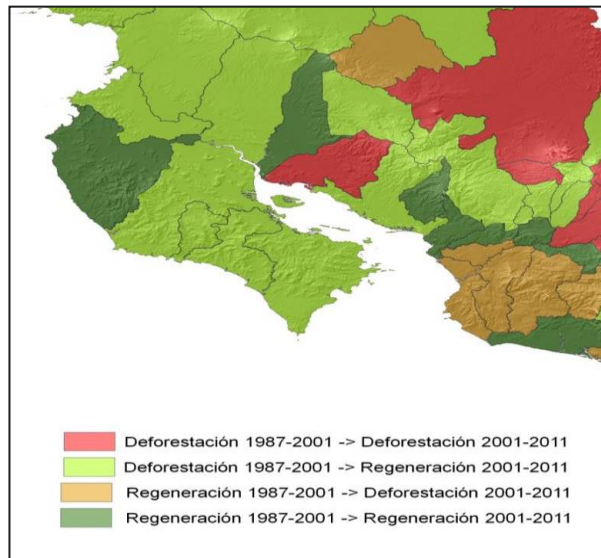 Deforestación 1987-2001 -> Deforestación 2001-2011
Deforestación 1987-2001 -> Regeneración 2001-2011
Regeneración 1987-2001 -> Deforestación 2001-2011
Regeneración 1987-2001 -> Regeneración 2001-2011